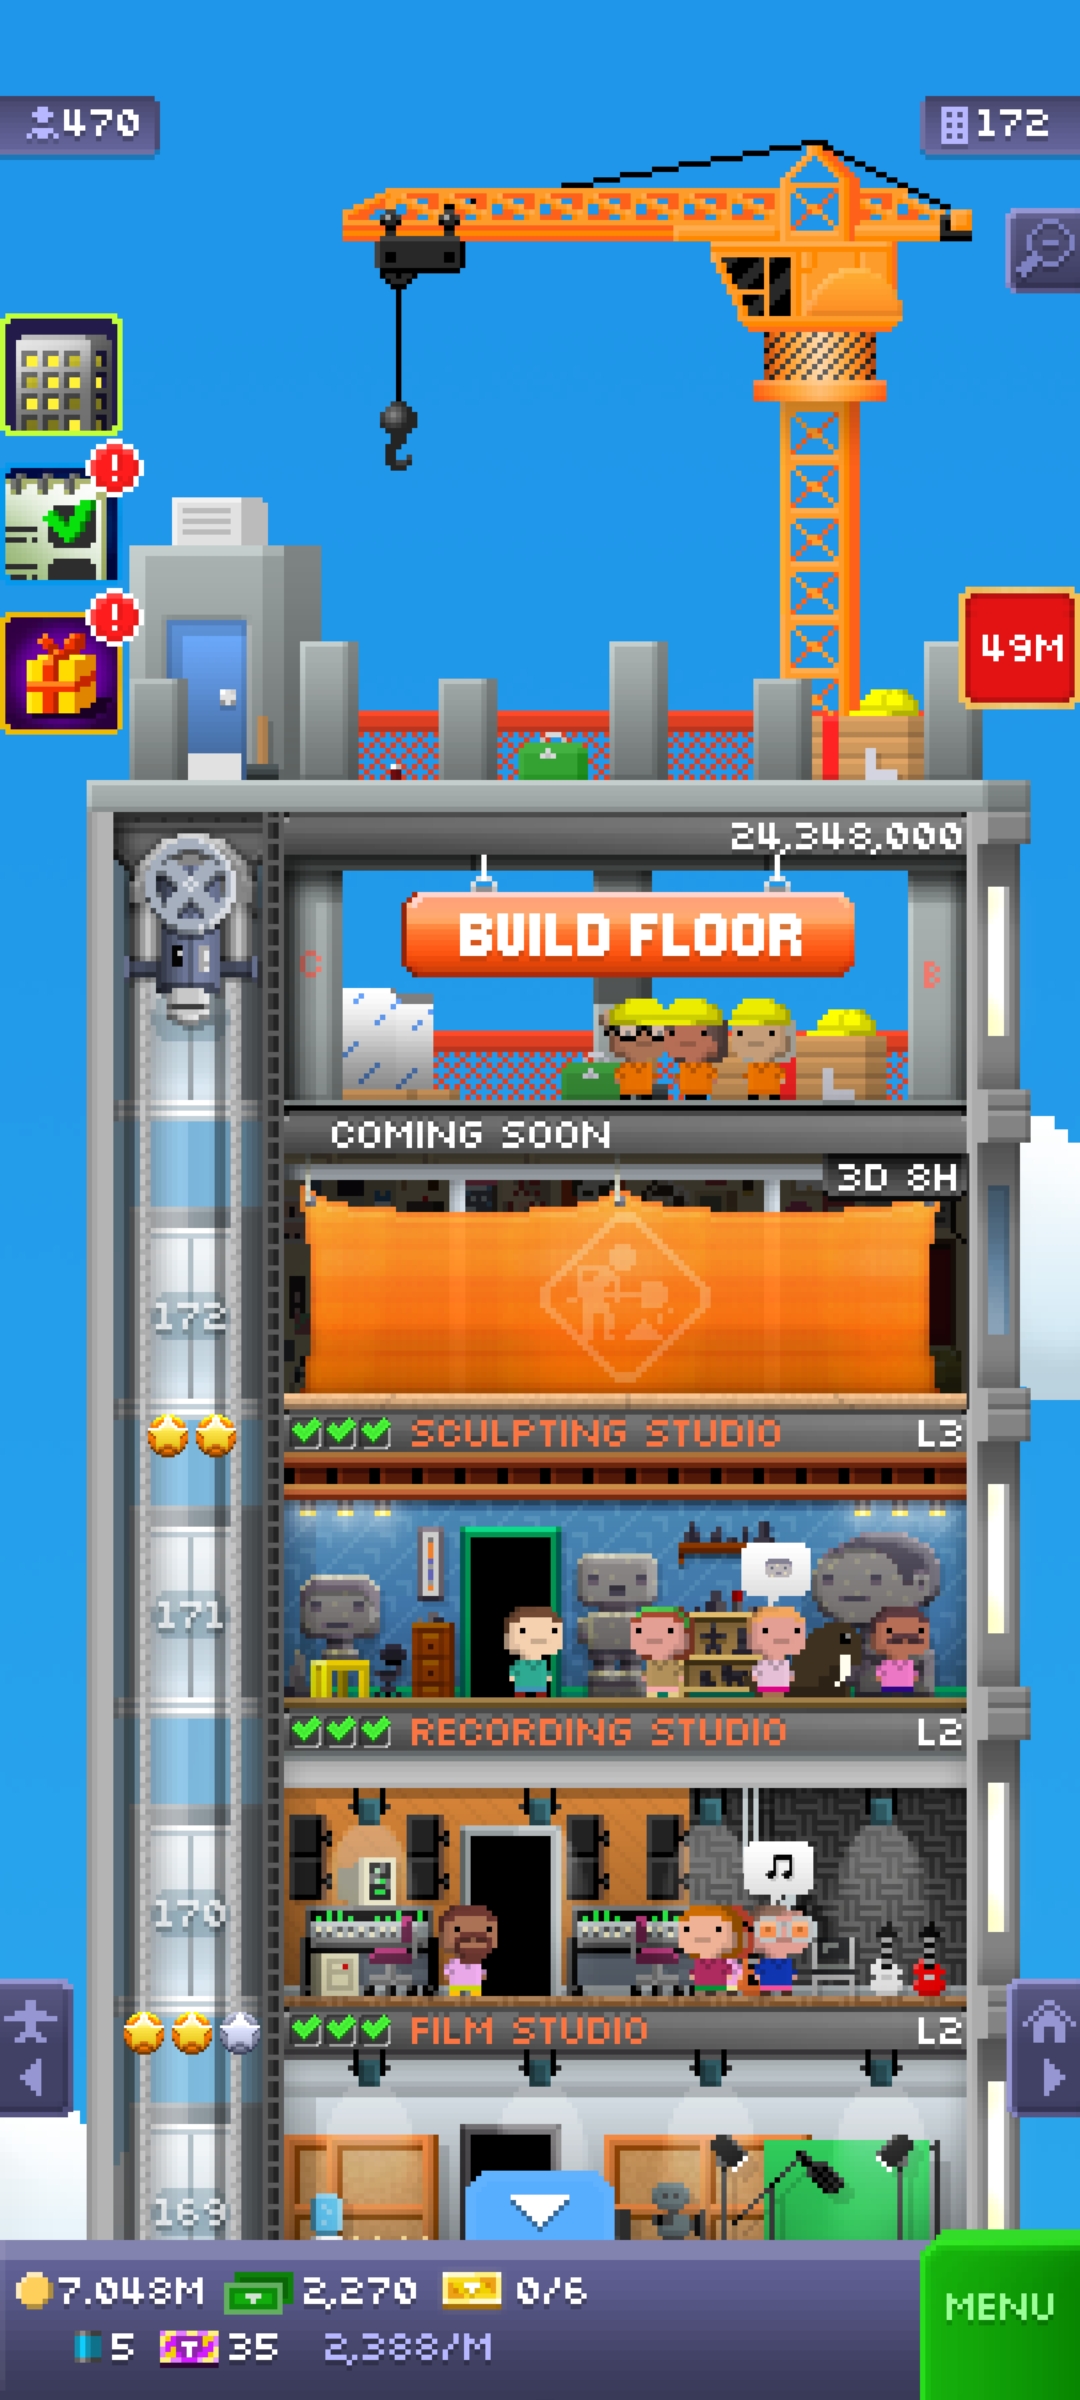 470
172
49M
24,348,000
BUILD FLOOR
C
B
COMING SOON
3D 8H
172
SCULPTING STUDIO L3
171
RECORDING STUDIO L2
170
FILM STUDIO L2
169
7.048M 2,270 0/6
MENU
5 T 35 2,388/M